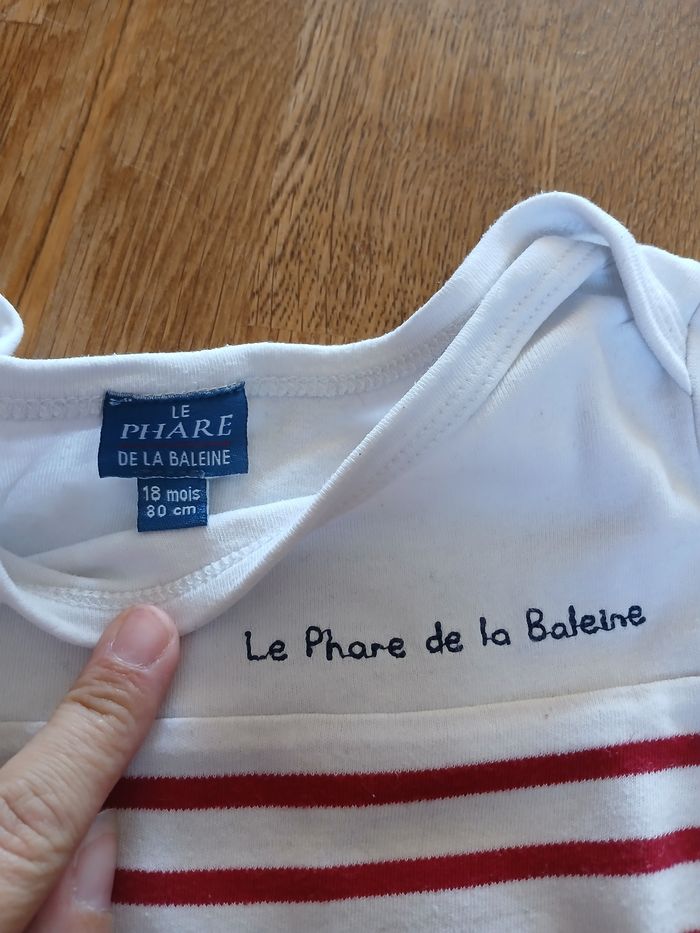 LE
PHARE
DE LA BALEINE
18 mois
80 cm
Le Phare de la Baleine